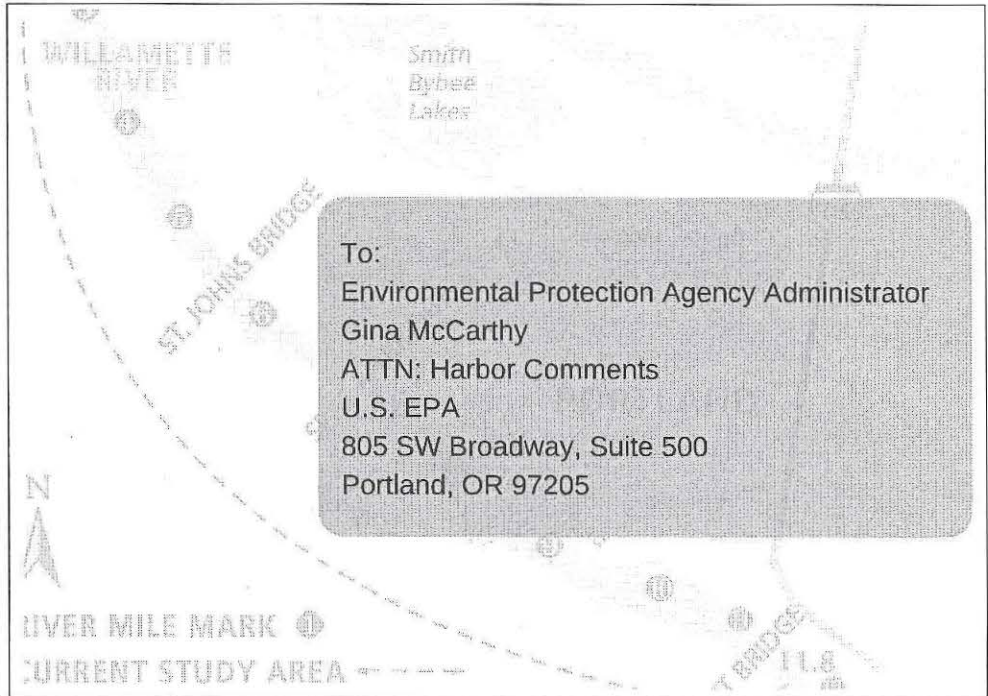 WILLAMETTE
RIVER
Smith
Bybee
Lakes
ST. JOHNS BRIDGE
To:
Environmental Protection Agency Administrator
Gina McCarthy
ATTN: Harbor Comments
U.S. EPA
805 SW Broadway, Suite 500
Portland, OR 97205
N
RIVER MILE MARK
CURRENT STUDY AREA
BRIDGE
11.8